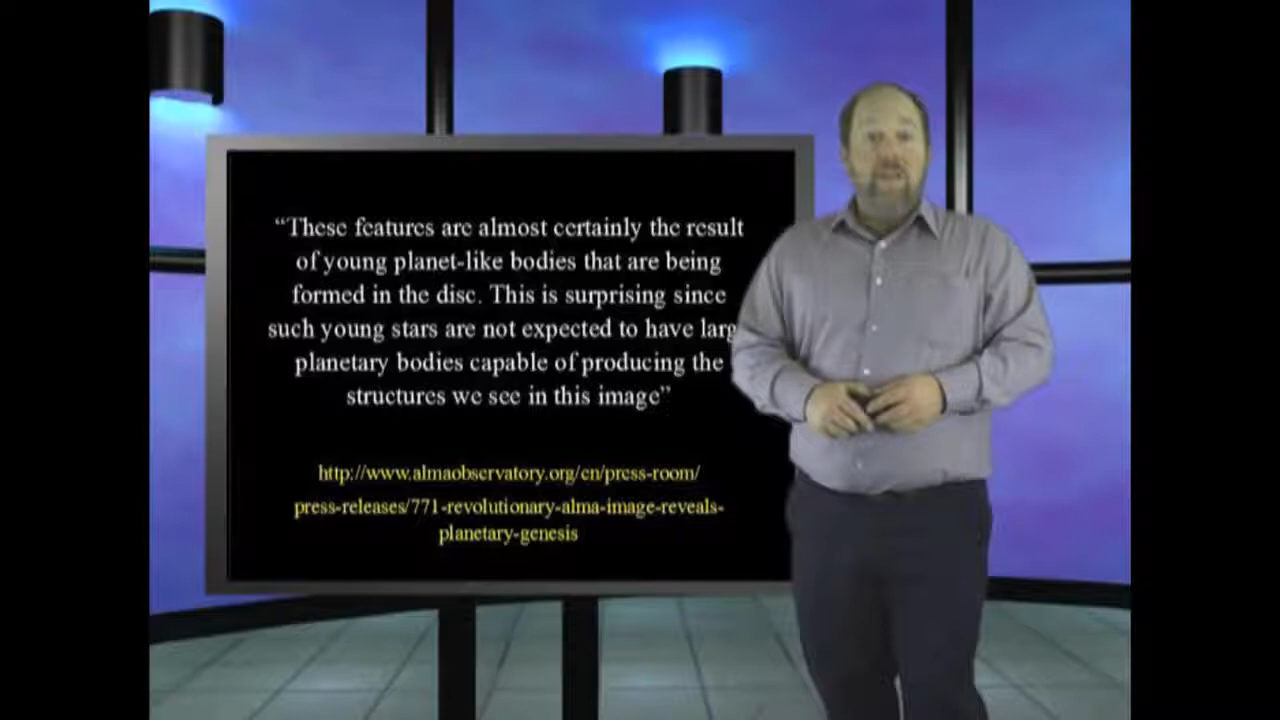 “These features are almost certainly the result
of young planet-like bodies that are being
formed in the disc. This is surprising since
such young stars are not expected to have larg
planetary bodies capable of producing the
structures we see in this image”
http://www.almaobservatory.org/en/press-room/
press-releases/771-revolutionary-alma-image-reveals-
planetary-genesis